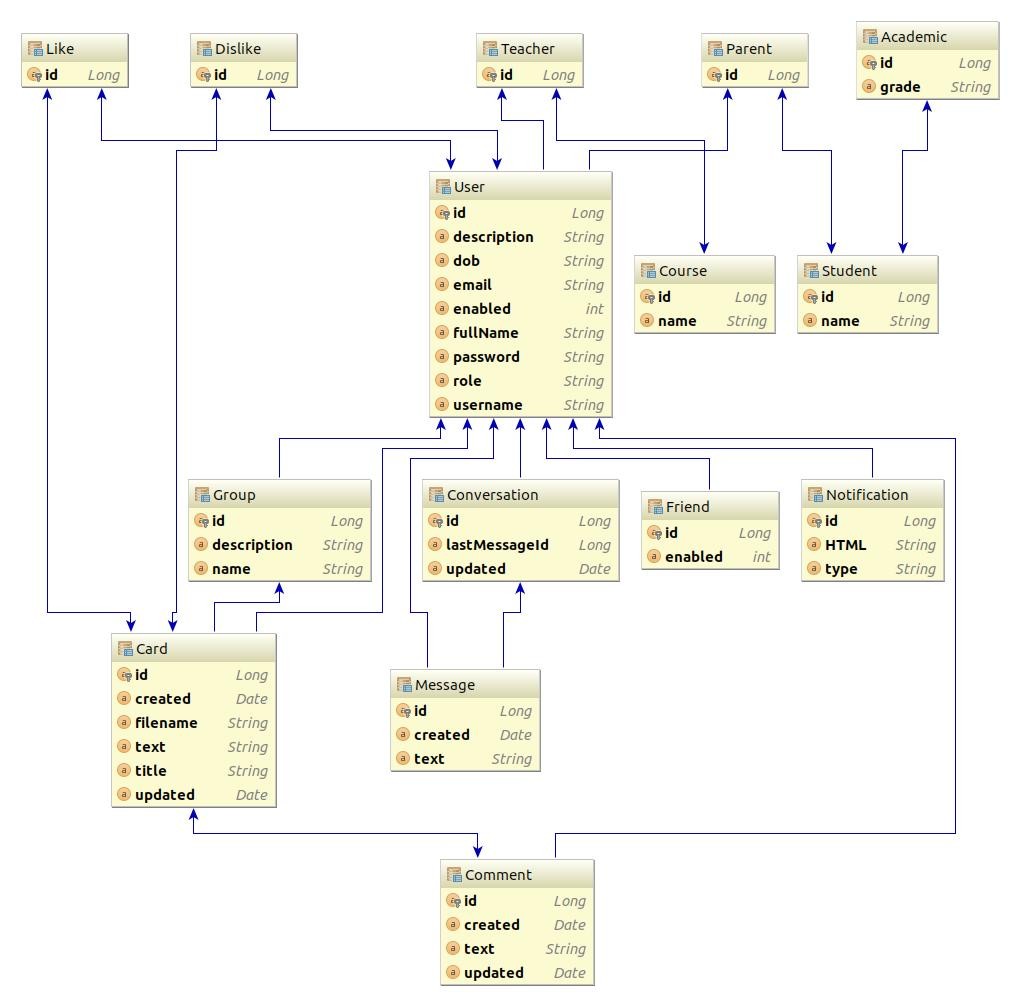 Like
id Long
Dislike
id Long
Teacher
id Long
Parent
id Long
Academic
id Long
grade String
User
id Long
description String
dob String
email String
enabled int
fullName String
password String
role String
username String
Course
id Long
name String
Student
id Long
name String
Group
id Long
description String
name String
Conversation
id Long
lastMessageId Long
updated Date
Friend
id Long
enabled int
Notification
id Long
HTML String
type String
Card
id Long
created Date
filename String
text String
title String
updated Date
Message
id Long
created Date
text String
Comment
id Long
created Date
text String
updated Date